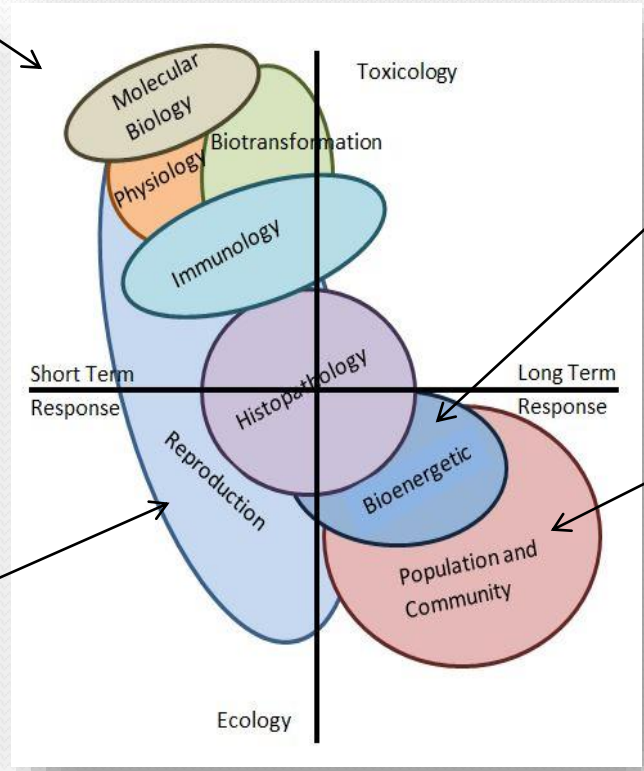 Molecular
Biology
Toxicology
Biotransformation
Physiology
Immunology
Short Term
Response
Long Term
Response
Histopathology
Reproduction
Bioenergetic
Population and
Community
Ecology